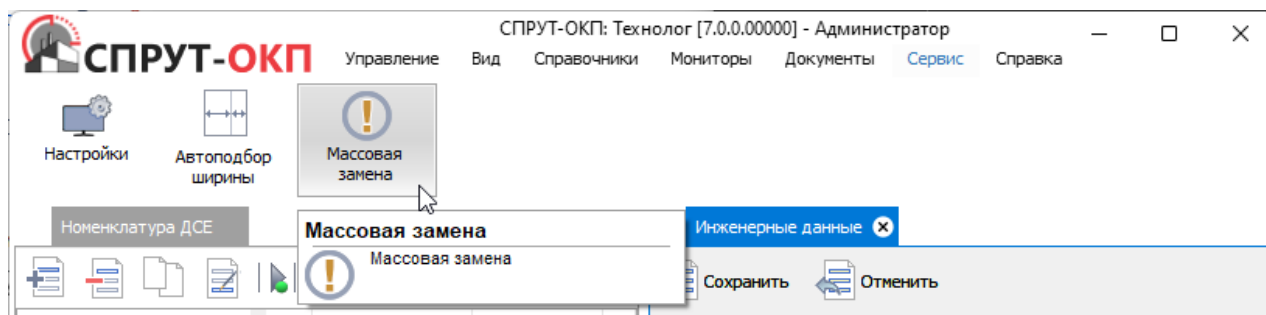 СПРУТ-ОКП: Технолог [7.0.0.00000] - Администратор
СПРУТ-ОКП
Управление Вид Справочники Мониторы Документы Сервис Справка
Настройки
Автоподбор
ширины
Массовая
замена
Номенклатура ДСЕ
Массовая замена
Массовая замена
Инженерные данные
Сохранить Отменить